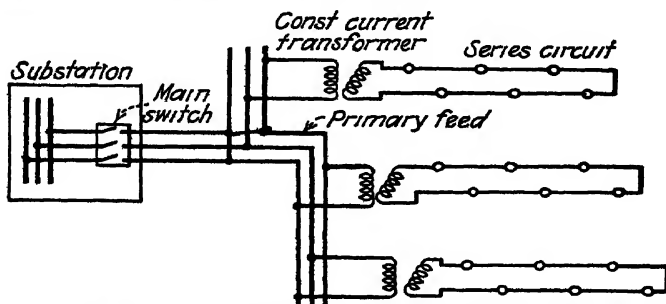 Const current
transformer
Series circuit
Substation
Main
switch
Primary feed